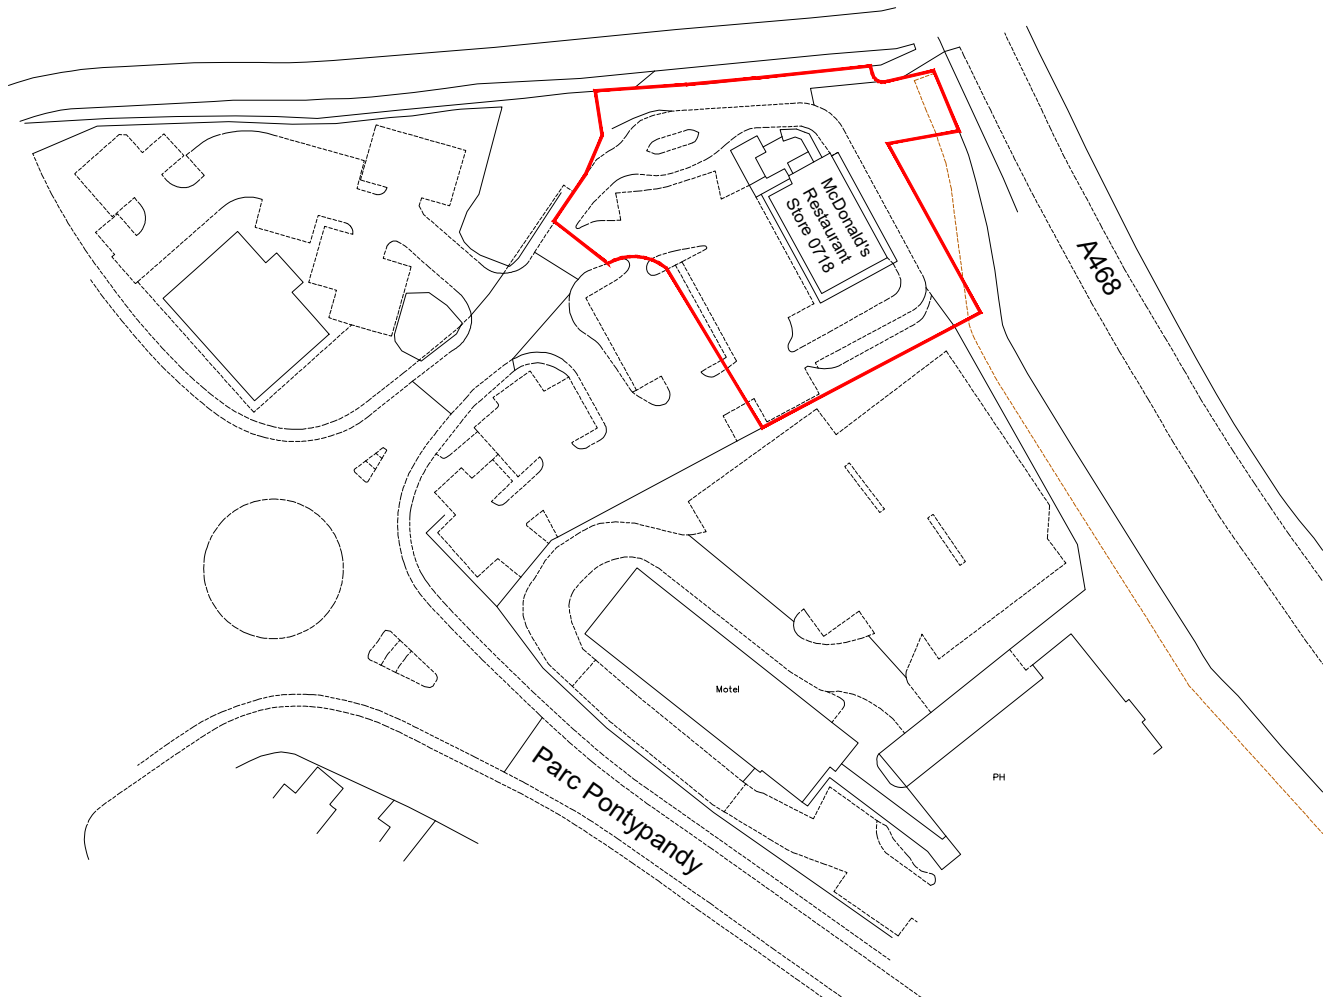 McDonald's
Restaurant
Store 0718
A468
Motel
PH
Parc Pontypandy